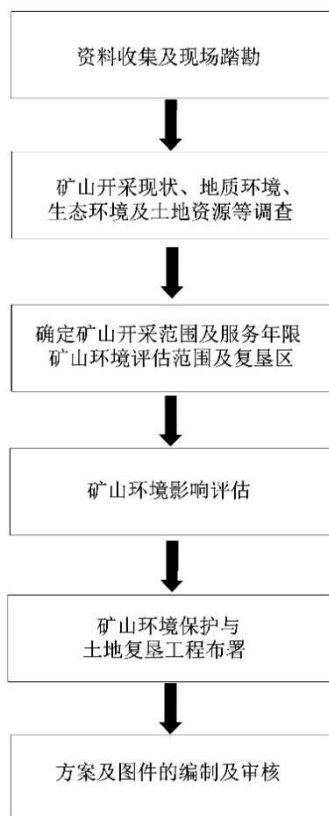 资料收集及现场踏勘
矿山开采现状、地质环境、
生态环境及土地资源等调查
确定矿山开采范围及服务年限
矿山环境评估范围及复垦区
矿山环境影响评估
矿山环境保护与
土地复垦工程布署
方案及图件的编制及审核